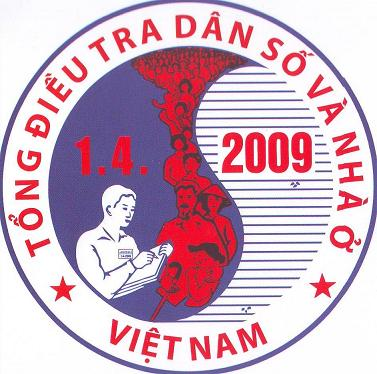 TỔNG ĐIỀU TRA DÂN SỐ VÀ NHÀ Ở
1.4. 2009
VIỆT NAM